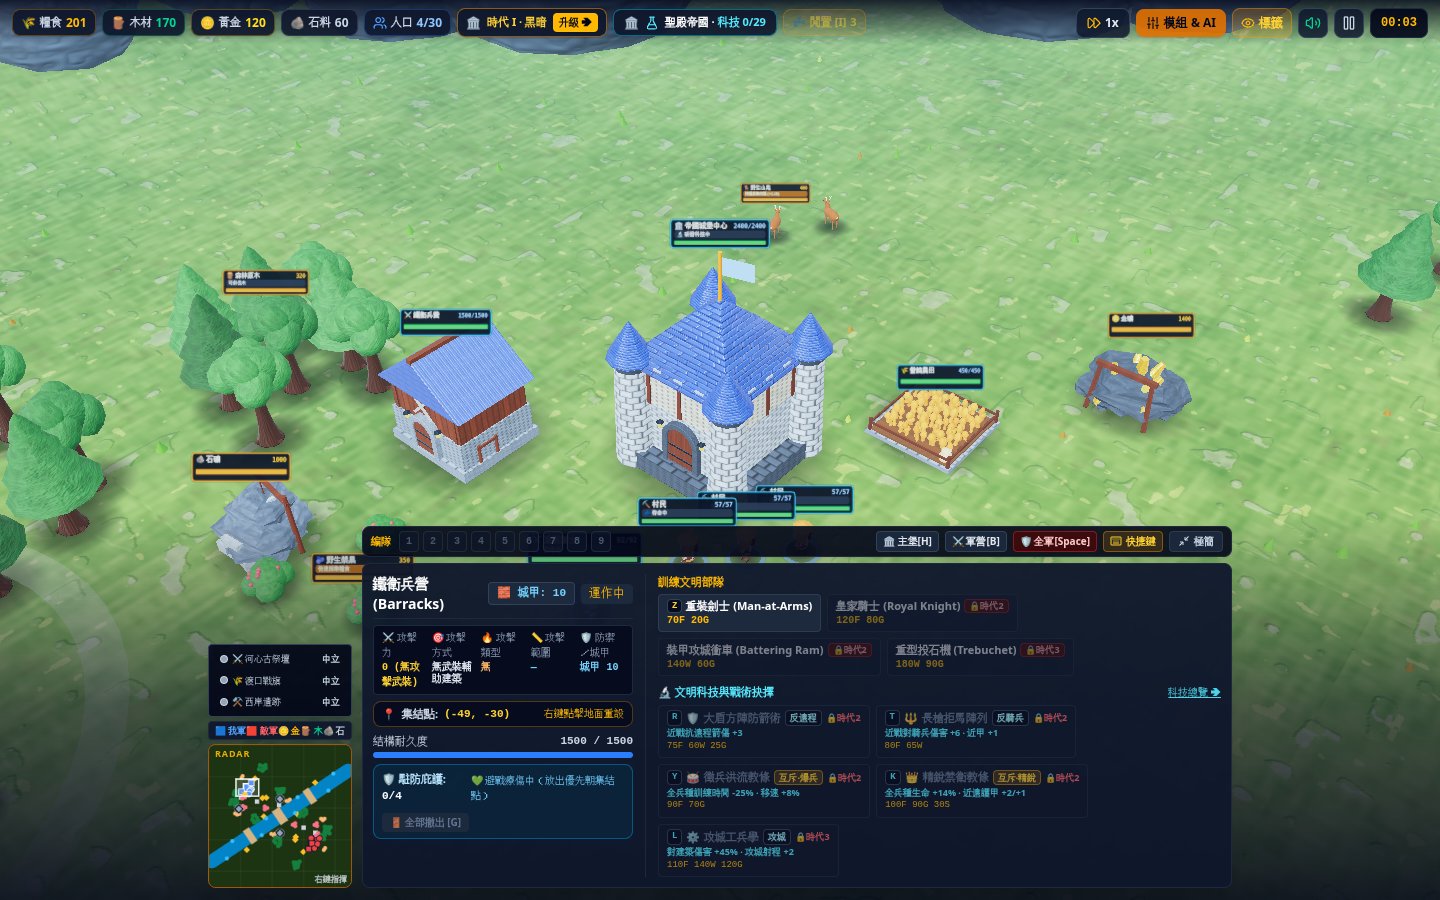 糧食 201
木材 170
黃金 120
石料 60
人口 4/30
時代 I · 黑暗 升級
聖殿帝國 · 科技 0/29
閒置 [I] 3
1x
模組 & AI
標籤
00:03
400
帝國城堡中心 2400/2400
森林原木 320
鐵衛兵營 1500/1500
金礦 1400
450/450
石礦 1000
村民 57/57
57/57
57/57
野生漿果 350
編隊 1 2 3 4 5 6 7 8 9
主堡[H]
軍營[B]
全軍[Space]
快捷鍵
極簡
鐵衛兵營 (Barracks)
城甲: 10
運作中
攻擊力
0 (無攻擊武裝)
攻擊方式
無武裝輔助建築
攻擊類型
無
攻擊範圍
—
防禦／城甲
城甲 10
集結點: (-49, -30) 右鍵點擊地面重設
結構耐久度 1500 / 1500
駐防庇護: 0/4
避戰療傷中（放出優先朝集結點）
全部撤出 [G]
訓練文明部隊
Z 重裝劍士 (Man-at-Arms)
70F 20G
皇家騎士 (Royal Knight) 時代2
120F 80G
裝甲攻城衝車 (Battering Ram) 時代2
140W 60G
重型投石機 (Trebuchet) 時代3
180W 90G
文明科技與戰術抉擇
科技總覽
R 大盾方陣防箭術 反遠程 時代2
近戰抗遠程箭傷 +3
75F 60W 25G
T 長槍拒馬陣列 反騎兵 時代2
近戰對騎兵傷害 +6 · 近甲 +1
80F 65W
Y 徵兵洪流教條 互斥·爆兵 時代2
全兵種訓練時間 -25% · 移速 +8%
90F 70G
K 精銳禁衛教條 互斥·精銳 時代2
全兵種生命 +14% · 近遠護甲 +2/+1
100F 90G 30S
L 攻城工兵學 攻城 時代3
對建築傷害 +45% · 攻城射程 +2
110F 140W 120G
河心古祭壇 中立
渡口戰旗 中立
西岸遺跡 中立
我軍 敵軍 金 木 石
RADAR
右鍵指揮